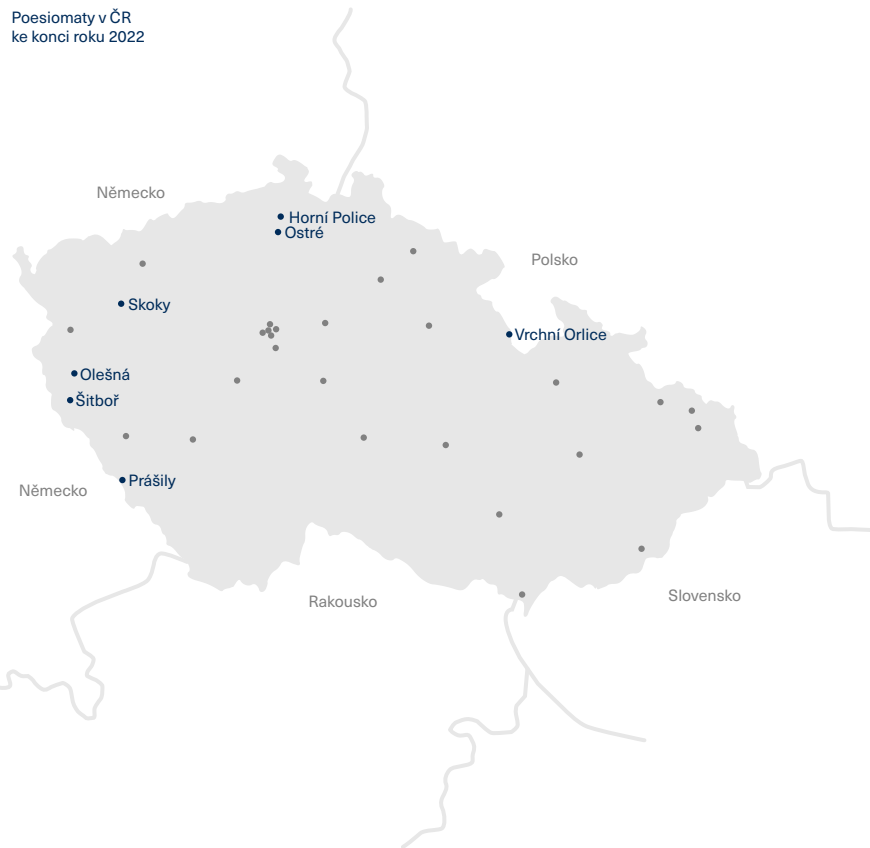 Poesiomaty v ČR
ke konci roku 2022
Německo
Horní Police
Ostré
Polsko
Skoky
Vrchní Orlice
Olešná
Šitboř
Prášily
Německo
Rakousko
Slovensko